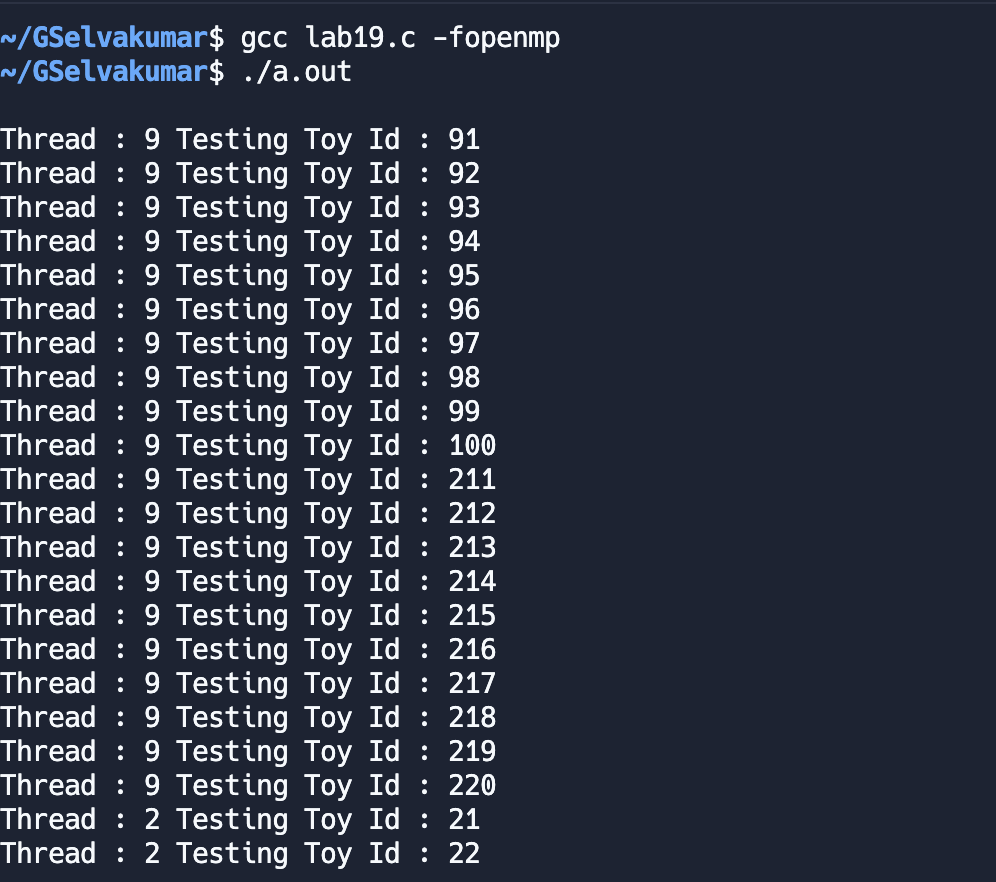 ~/GSelvakumar$ gcc lab19.c -fopenmp
~/GSelvakumar$ ./a.out
Thread : 9 Testing Toy Id : 91
Thread : 9 Testing Toy Id : 92
Thread : 9 Testing Toy Id : 93
Thread : 9 Testing Toy Id : 94
Thread : 9 Testing Toy Id : 95
Thread : 9 Testing Toy Id : 96
Thread : 9 Testing Toy Id : 97
Thread : 9 Testing Toy Id : 98
Thread : 9 Testing Toy Id : 99
Thread : 9 Testing Toy Id : 100
Thread : 9 Testing Toy Id : 211
Thread : 9 Testing Toy Id : 212
Thread : 9 Testing Toy Id : 213
Thread : 9 Testing Toy Id : 214
Thread : 9 Testing Toy Id : 215
Thread : 9 Testing Toy Id : 216
Thread : 9 Testing Toy Id : 217
Thread : 9 Testing Toy Id : 218
Thread : 9 Testing Toy Id : 219
Thread : 9 Testing Toy Id : 220
Thread : 2 Testing Toy Id : 21
Thread : 2 Testing Toy Id : 22